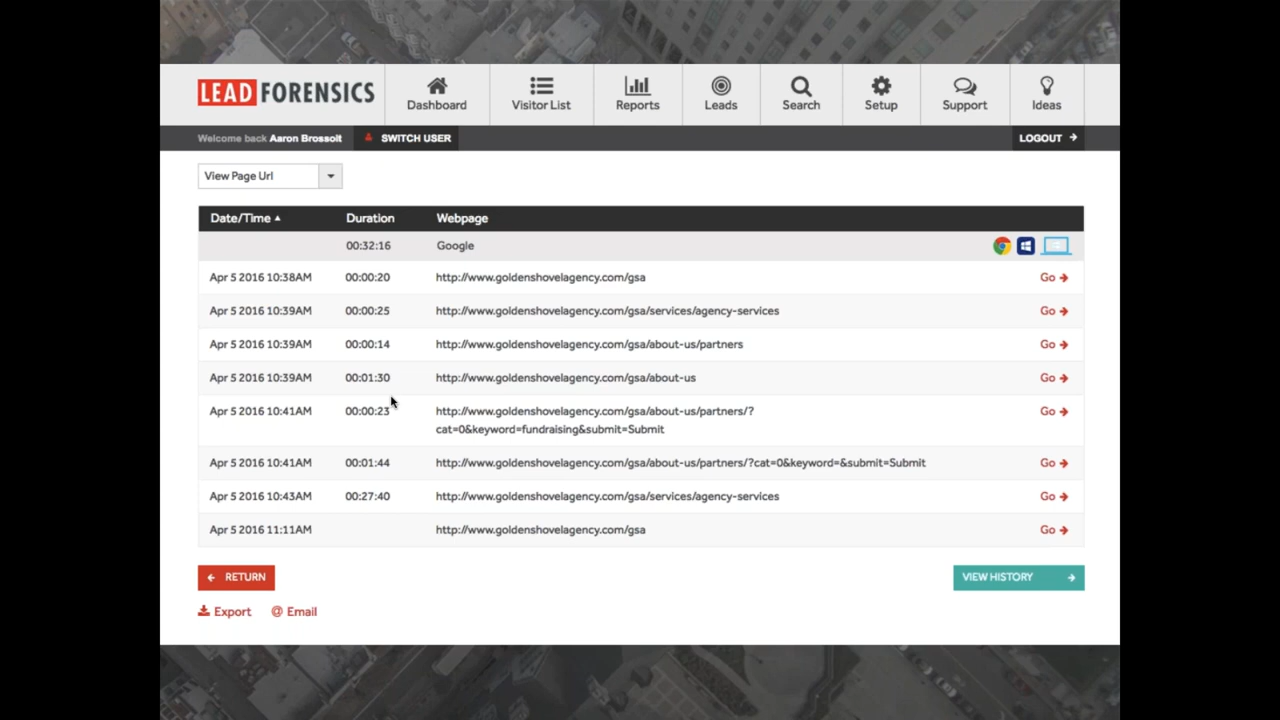 LEAD FORENSICS
Dashboard
Visitor List
Reports
Leads
Search
Setup
Support
Ideas
Welcome back Aaron Brossoit
SWITCH USER
LOGOUT
View Page Url
Date/Time Duration Webpage
00:32:16 Google
Apr 5 2016 10:38AM 00:00:20 http://www.goldenshovelagency.com/gsa Go
Apr 5 2016 10:39AM 00:00:25 http://www.goldenshovelagency.com/gsa/services/agency-services Go
Apr 5 2016 10:39AM 00:00:14 http://www.goldenshovelagency.com/gsa/about-us/partners Go
Apr 5 2016 10:39AM 00:01:30 http://www.goldenshovelagency.com/gsa/about-us Go
Apr 5 2016 10:41AM 00:00:23 http://www.goldenshovelagency.com/gsa/about-us/partners/? Go
cat=0&keyword=fundraising&submit=Submit
Apr 5 2016 10:41AM 00:01:44 http://www.goldenshovelagency.com/gsa/about-us/partners/?cat=0&keyword=&submit=Submit Go
Apr 5 2016 10:43AM 00:27:40 http://www.goldenshovelagency.com/gsa/services/agency-services Go
Apr 5 2016 11:11AM http://www.goldenshovelagency.com/gsa Go
RETURN
VIEW HISTORY
Export @ Email